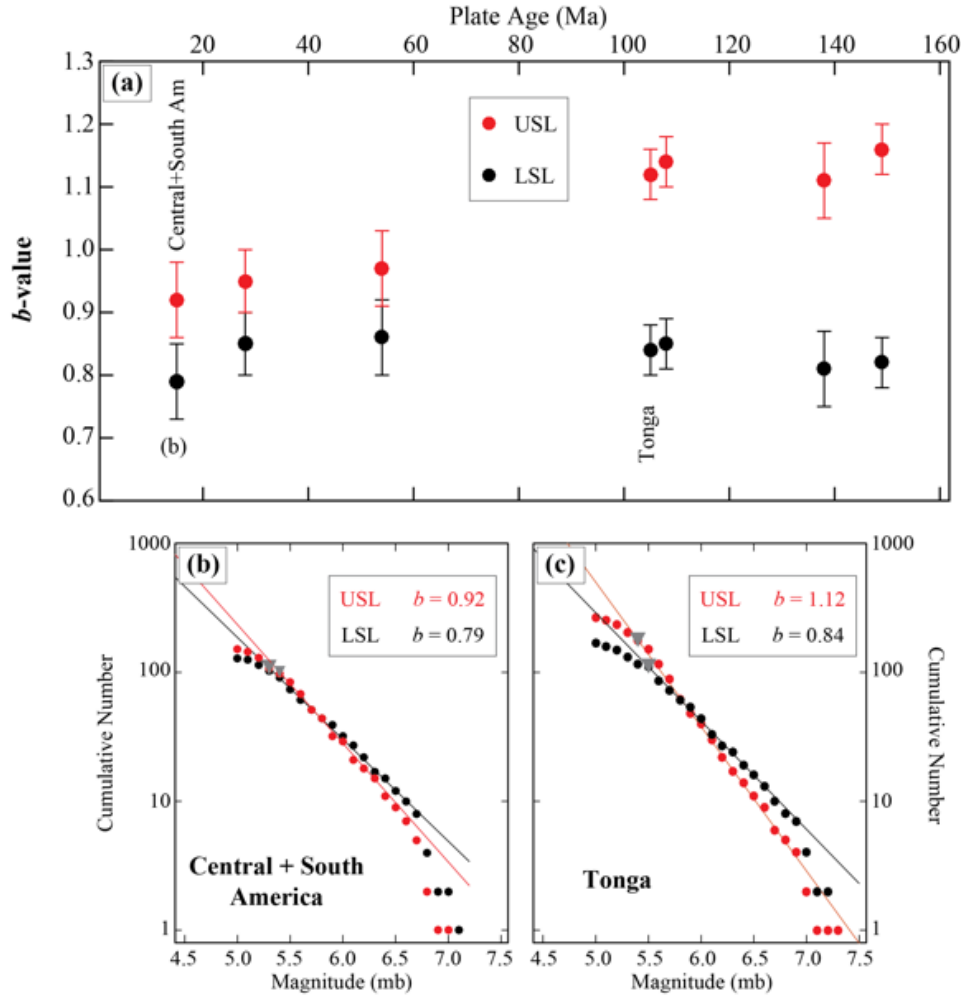 Plate Age (Ma)
20 40 60 80 100 120 140 160
(a)
1.3
1.2
1.1
1.0
0.9
0.8
0.7
0.6
b-value
Central+South Am
(b)
USL
LSL
Tonga
(b)
USL b = 0.92
LSL b = 0.79
1000
100
10
1
Cumulative Number
Central + South
America
4.5 5.0 5.5 6.0 6.5 7.0 7.5
Magnitude (mb)
(c)
USL b = 1.12
LSL b = 0.84
1000
100
10
1
Cumulative Number
Tonga
4.5 5.0 5.5 6.0 6.5 7.0 7.5
Magnitude (mb)